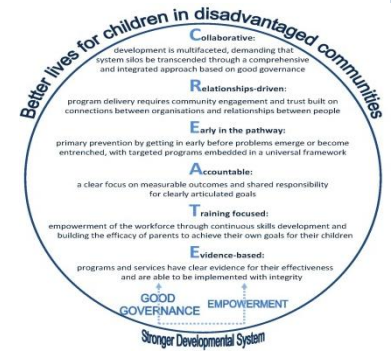 Better lives for children in disadvantaged communities
Collaborative:
development is multifaceted, demanding that
system silos be transcended through a comprehensive
and integrated approach based on good governance
Relationships-driven:
program delivery requires community engagement and trust built on
connections between organisations and relationships between people
Early in the pathway:
primary prevention by getting in early before problems emerge or become
entrenched, with targeted programs embedded in a universal framework
Accountable:
a clear focus on measurable outcomes and shared responsibility
for clearly articulated goals
Training focused:
empowerment of the workforce through continuous skills development and
building the efficacy of parents to achieve their own goals for their children
Evidence-based:
programs and services have clear evidence for their effectiveness
and are able to be implemented with integrity
GOOD
GOVERNANCE
EMPOWERMENT
Stronger Developmental System